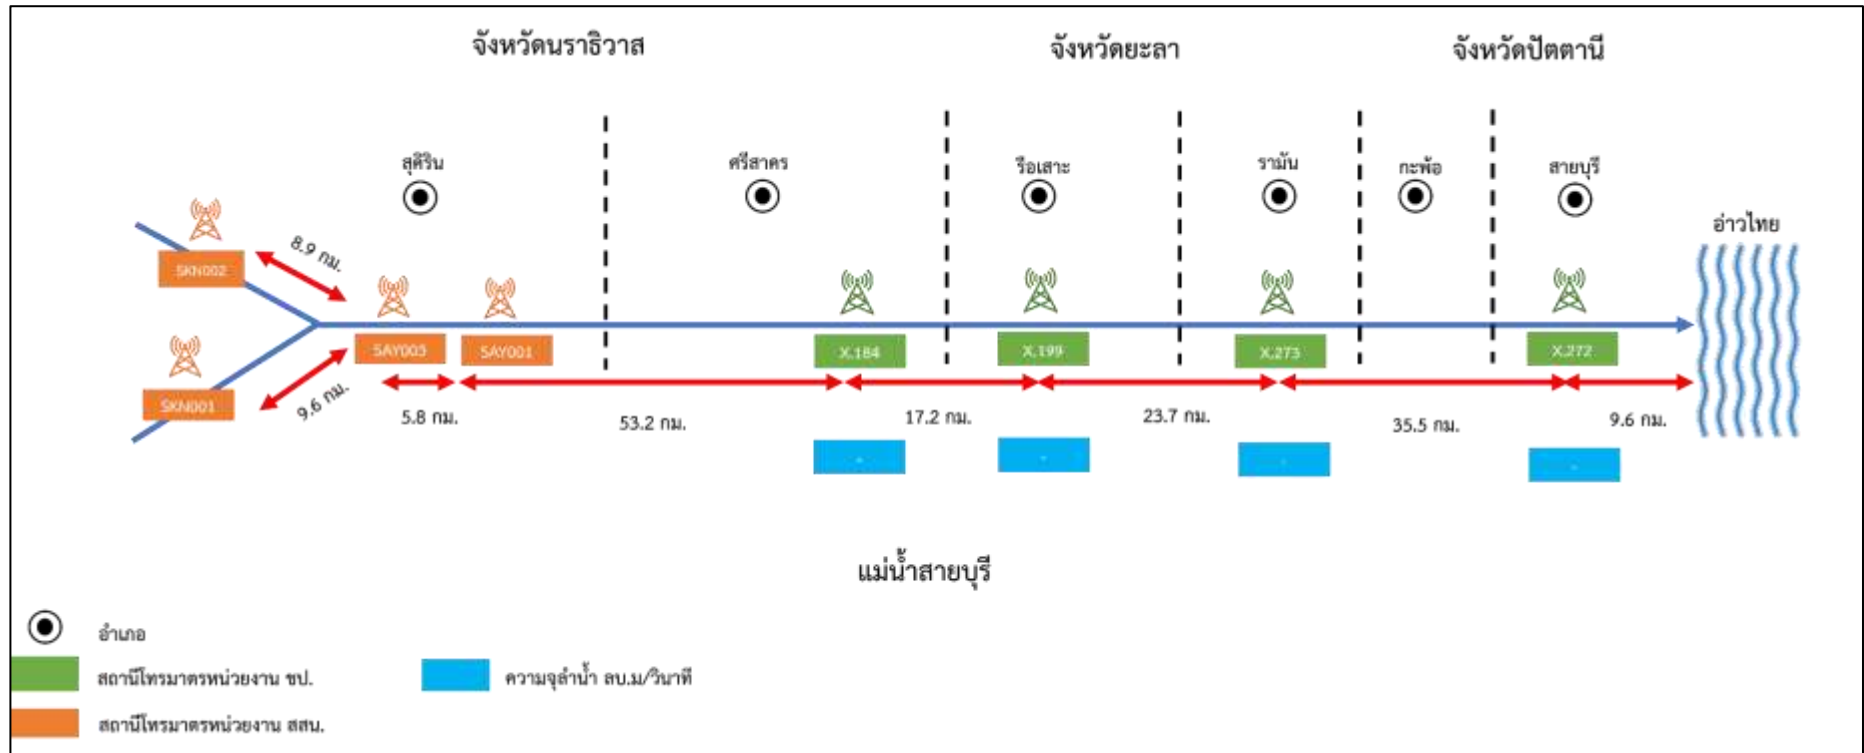 จังหวัดนราธิวาส
จังหวัดยะลา
จังหวัดปัตตานี
สุคิริน
ศรีสาคร
รือเสาะ
รามัน
กะพ้อ
สายบุรี
อ่าวไทย
SKN002
8.9 กม.
SAY003
SAY001
X.184
X.199
X.273
X.272
SKN001
9.6 กม.
5.8 กม.
53.2 กม.
17.2 กม.
23.7 กม.
35.5 กม.
9.6 กม.
-
-
-
-
แม่น้ำสายบุรี
อำเภอ
สถานีโทรมาตรหน่วยงาน ชป.
ความจุลำน้ำ ลบ.ม/วินาที
สถานีโทรมาตรหน่วยงาน สสน.